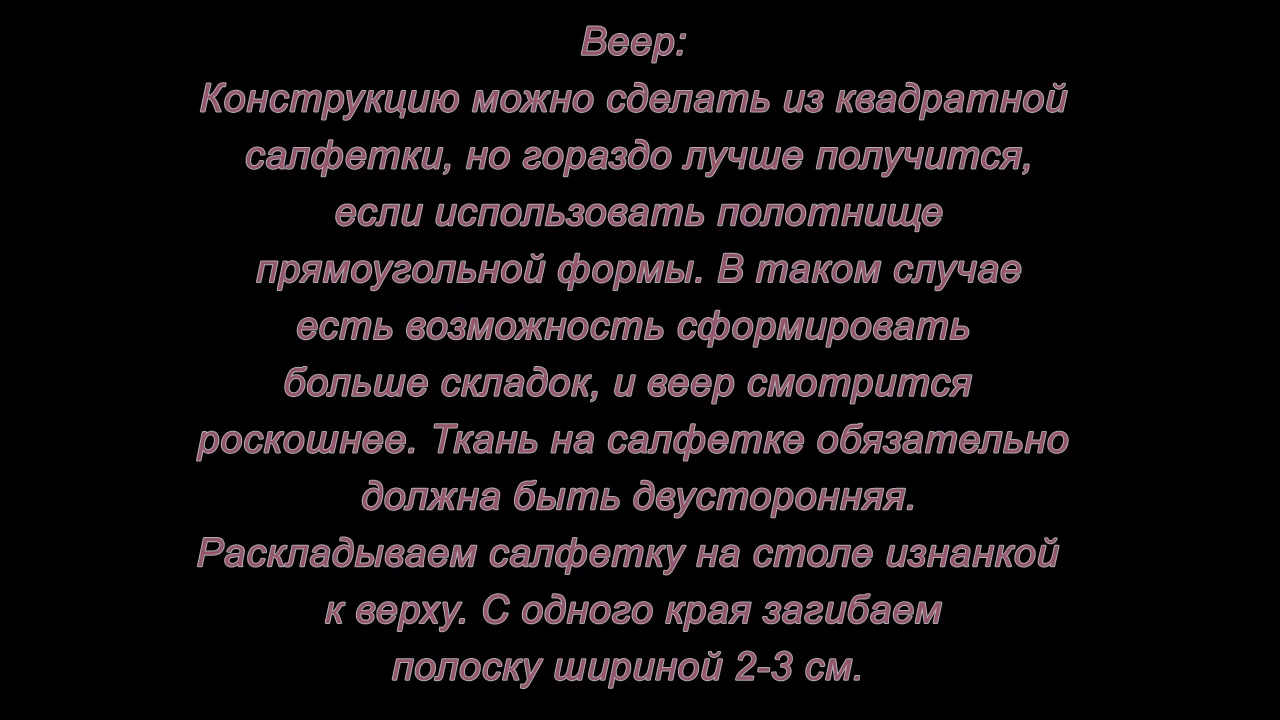 Веер:
Конструкцию можно сделать из квадратной
салфетки, но гораздо лучше получится,
если использовать полотнище
прямоугольной формы. В таком случае
есть возможность сформировать
больше складок, и веер смотрится
роскошнее. Ткань на салфетке обязательно
должна быть двусторонняя.
Раскладываем салфетку на столе изнанкой
к верху. С одного края загибаем
полоску шириной 2-3 см.